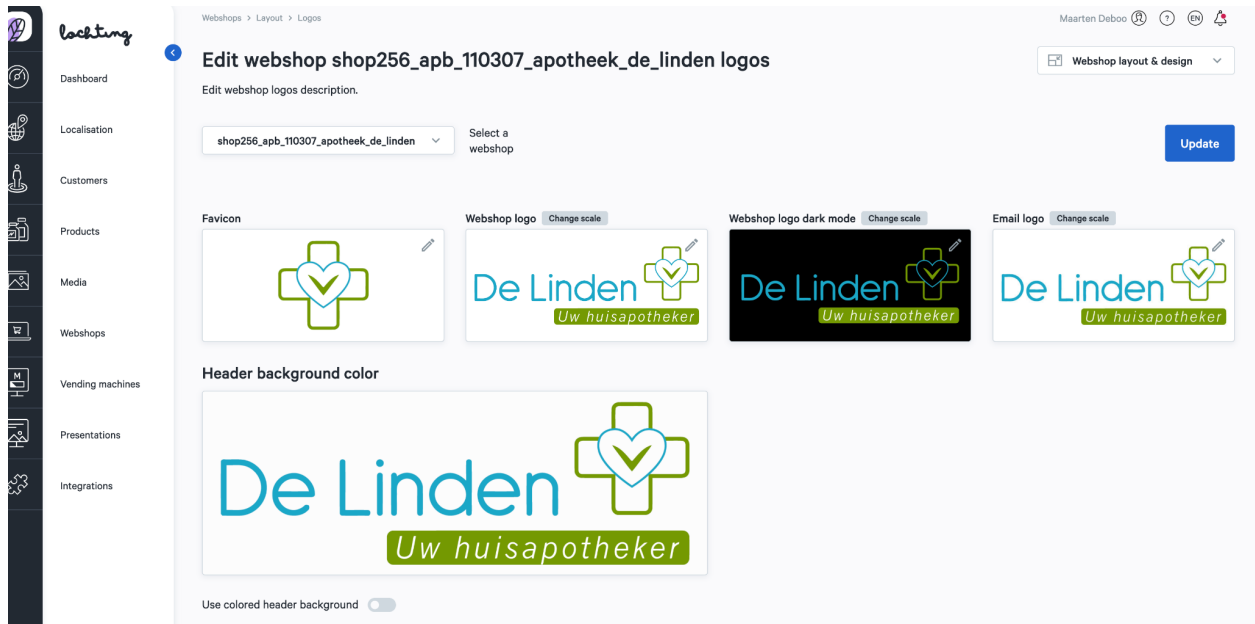 Webshops > Layout > Logos
Maarten Deboo
?
EN
lochting
Edit webshop shop256_apb_110307_apotheek_de_linden logos
Webshop layout & design
Edit webshop logos description.
Dashboard
Localisation
Customers
Products
Media
Webshops
M
Vending machines
Presentations
Integrations
shop256_apb_110307_apotheek_de_linden
Select a
webshop
Update
Favicon
Webshop logo Change scale
De Linden
Uw huisapotheker
Webshop logo dark mode Change scale
De Linden
Uw huisapotheker
Email logo Change scale
De Linden
Uw huisapotheker
Header background color
De Linden
Uw huisapotheker
Use colored header background